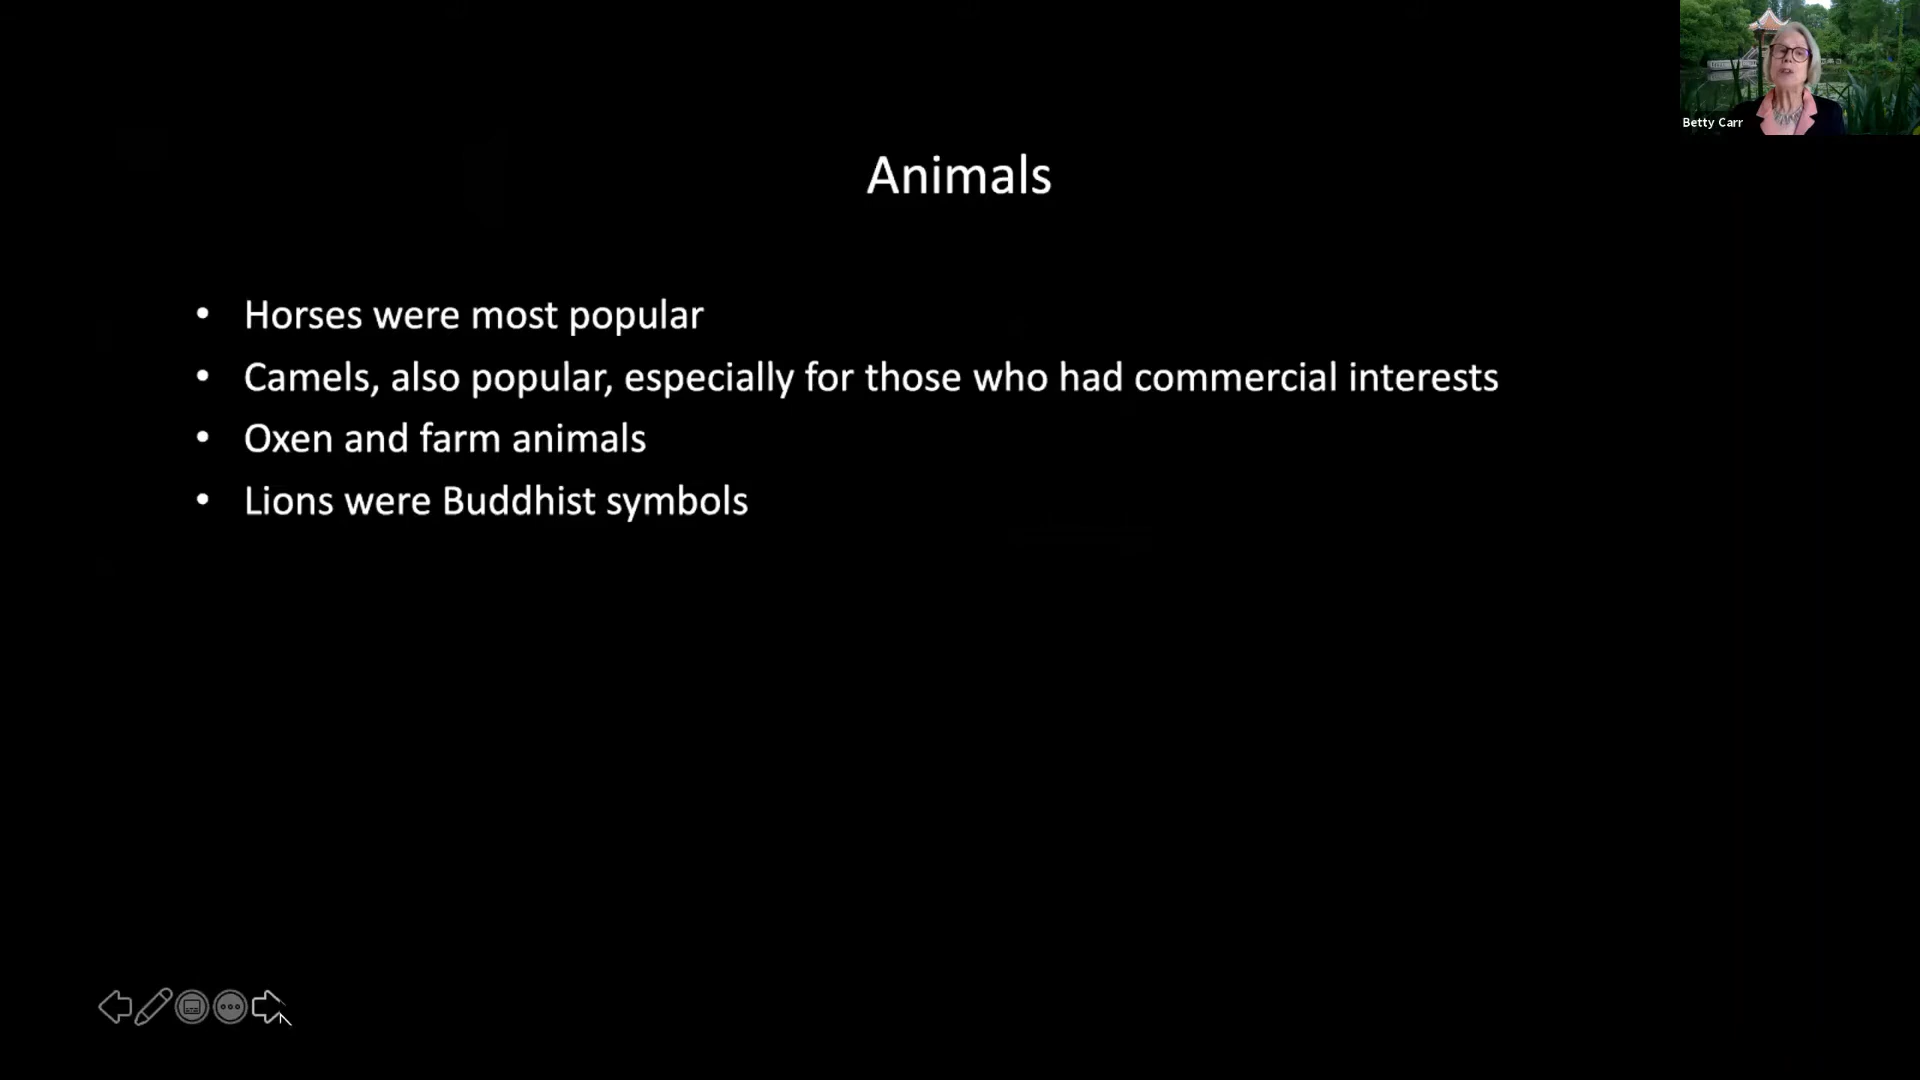 Betty Carr
Animals
• Horses were most popular
• Camels, also popular, especially for those who had commercial interests
• Oxen and farm animals
• Lions were Buddhist symbols